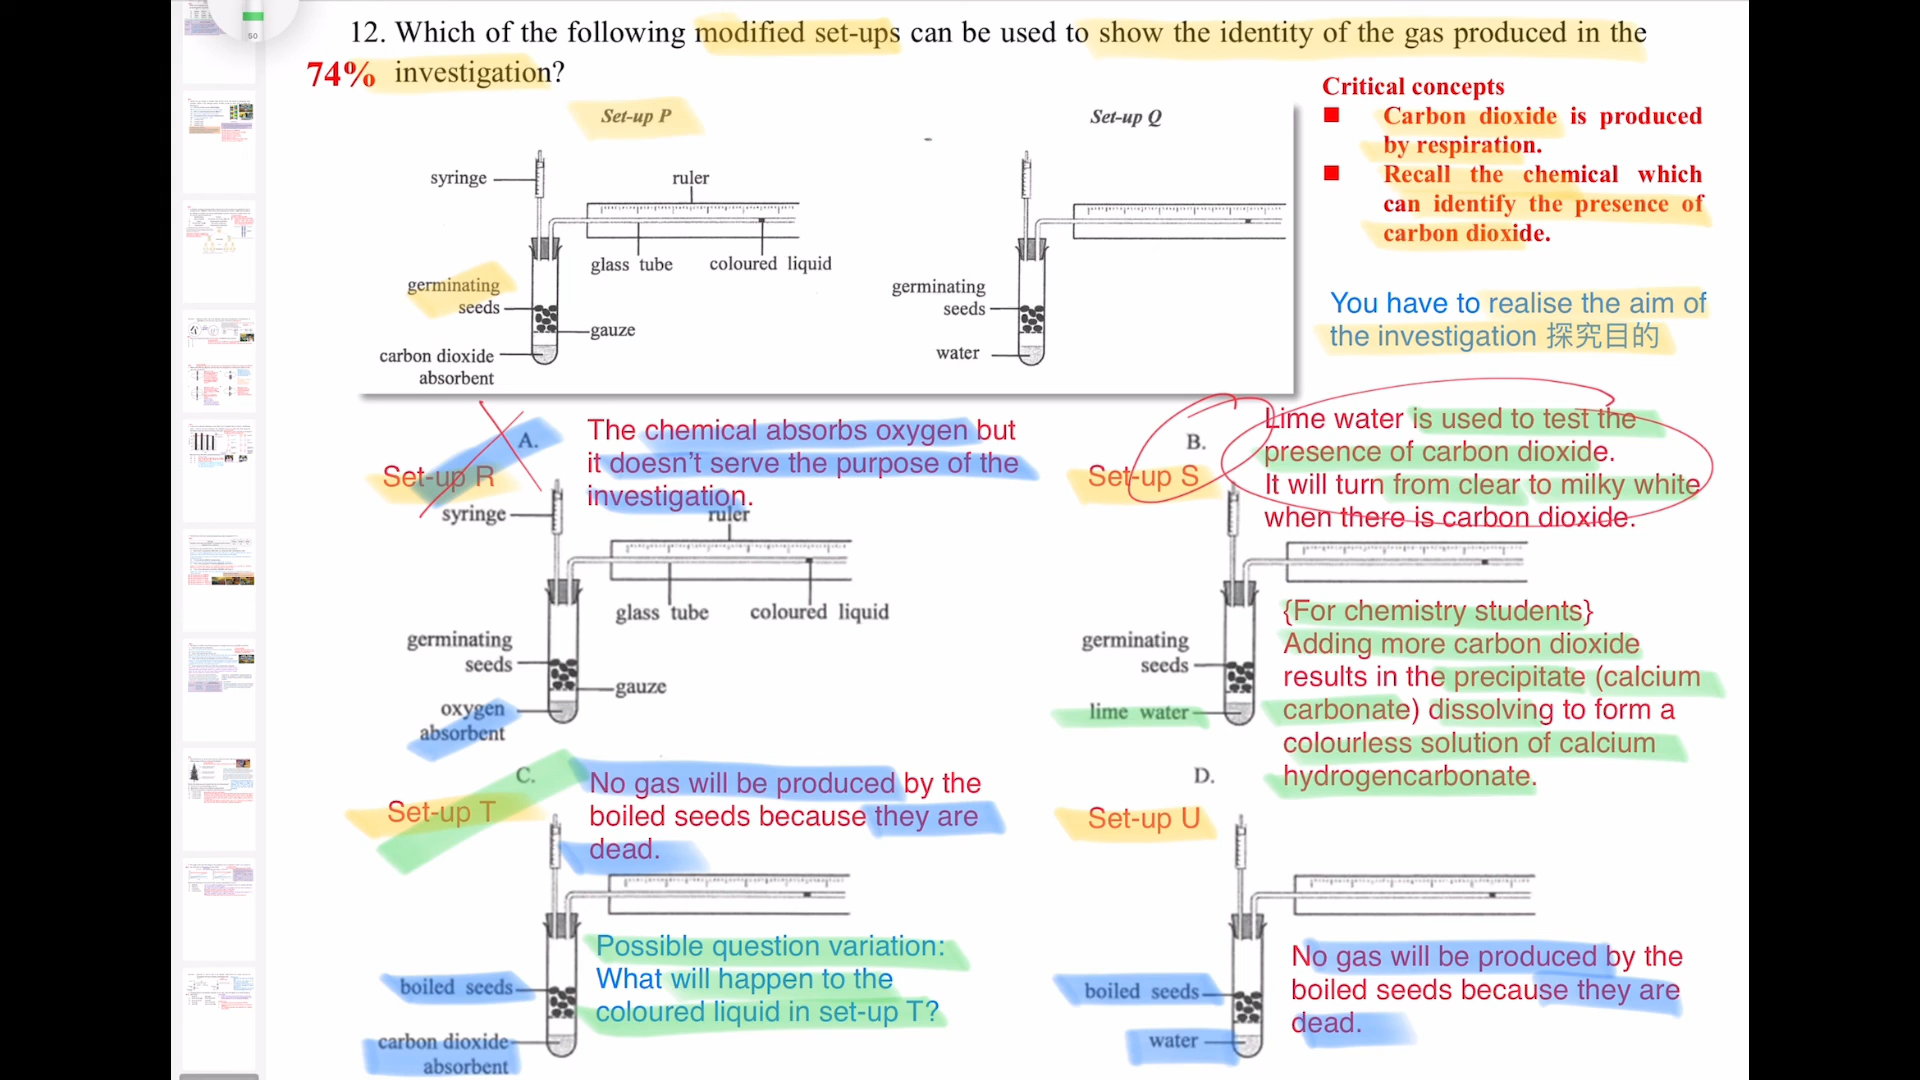 50
12. Which of the following modified set-ups can be used to show the identity of the gas produced in the
74% investigation?
Critical concepts
Carbon dioxide is produced
by respiration.
Recall the chemical which
can identify the presence of
carbon dioxide.
You have to realise the aim of
the investigation 探究目的
Set-up P
syringe
ruler
glass tube
coloured liquid
germinating
seeds
gauze
carbon dioxide
absorbent
Set-up Q
germinating
seeds
water
A.
Set-up R
The chemical absorbs oxygen but
it doesn't serve the purpose of the
investigation.
syringe
ruler
glass tube
coloured liquid
germinating
seeds
gauze
oxygen
absorbent
B.
Set-up S
Lime water is used to test the
presence of carbon dioxide.
It will turn from clear to milky white
when there is carbon dioxide.
germinating
seeds
lime water
{For chemistry students}
Adding more carbon dioxide
results in the precipitate (calcium
carbonate) dissolving to form a
colourless solution of calcium
hydrogencarbonate.
C.
Set-up T
No gas will be produced by the
boiled seeds because they are
dead.
Possible question variation:
What will happen to the
coloured liquid in set-up T?
boiled seeds
carbon dioxide
absorbent
D.
Set-up U
boiled seeds
water
No gas will be produced by the
boiled seeds because they are
dead.